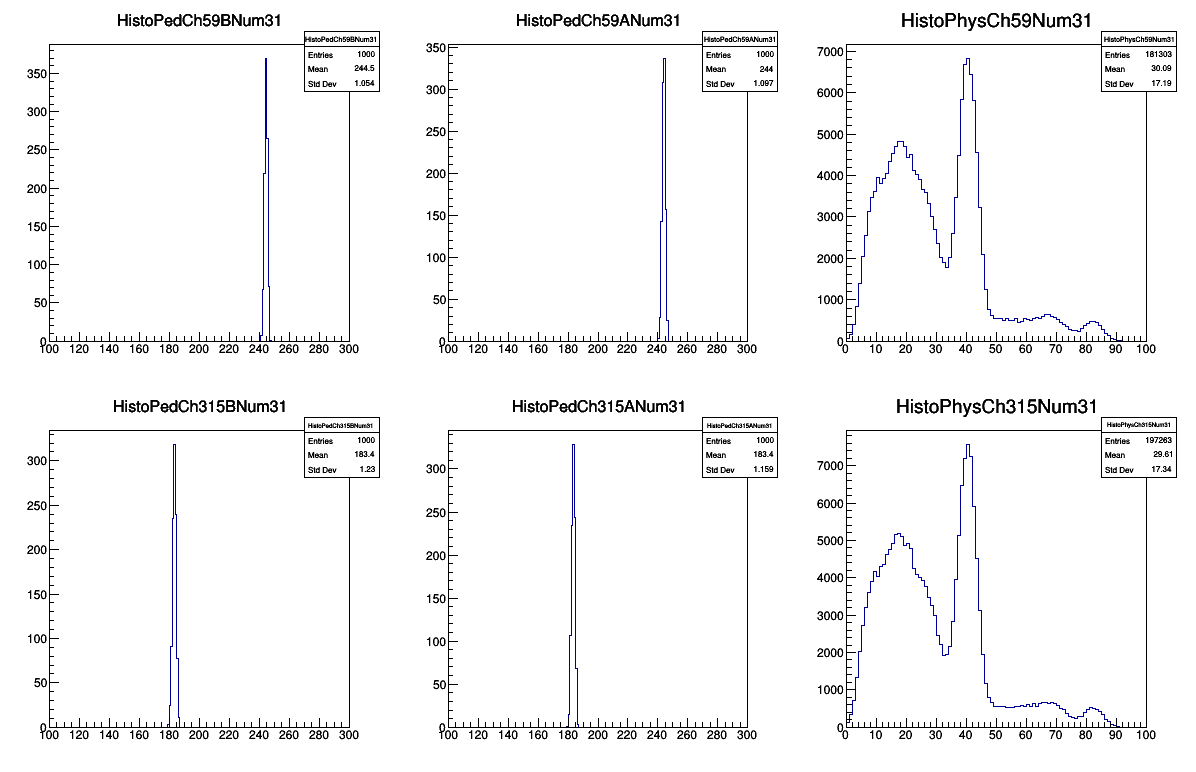 HistoPedCh59BNum31
HistoPedCh59BNum31
Entries 1000
Mean 244.5
Std Dev 1.054
350
300
250
200
150
100
50
0
100 120 140 160 180 200 220 240 260 280 300
HistoPedCh59ANum31
HistoPedCh59ANum31
Entries 1000
Mean 244
Std Dev 1.097
350
300
250
200
150
100
50
0
100 120 140 160 180 200 220 240 260 280 300
HistoPhysCh59Num31
HistoPhysCh59Num31
Entries 181303
Mean 30.09
Std Dev 17.19
7000
6000
5000
4000
3000
2000
1000
0
0 10 20 30 40 50 60 70 80 90 100
HistoPedCh315BNum31
HistoPedCh315BNum31
Entries 1000
Mean 183.4
Std Dev 1.23
300
250
200
150
100
50
0
100 120 140 160 180 200 220 240 260 280 300
HistoPedCh315ANum31
HistoPedCh315ANum31
Entries 1000
Mean 183.4
Std Dev 1.159
300
250
200
150
100
50
0
100 120 140 160 180 200 220 240 260 280 300
HistoPhysCh315Num31
HistoPhysCh315Num31
Entries 197263
Mean 29.61
Std Dev 17.34
7000
6000
5000
4000
3000
2000
1000
0
0 10 20 30 40 50 60 70 80 90 100